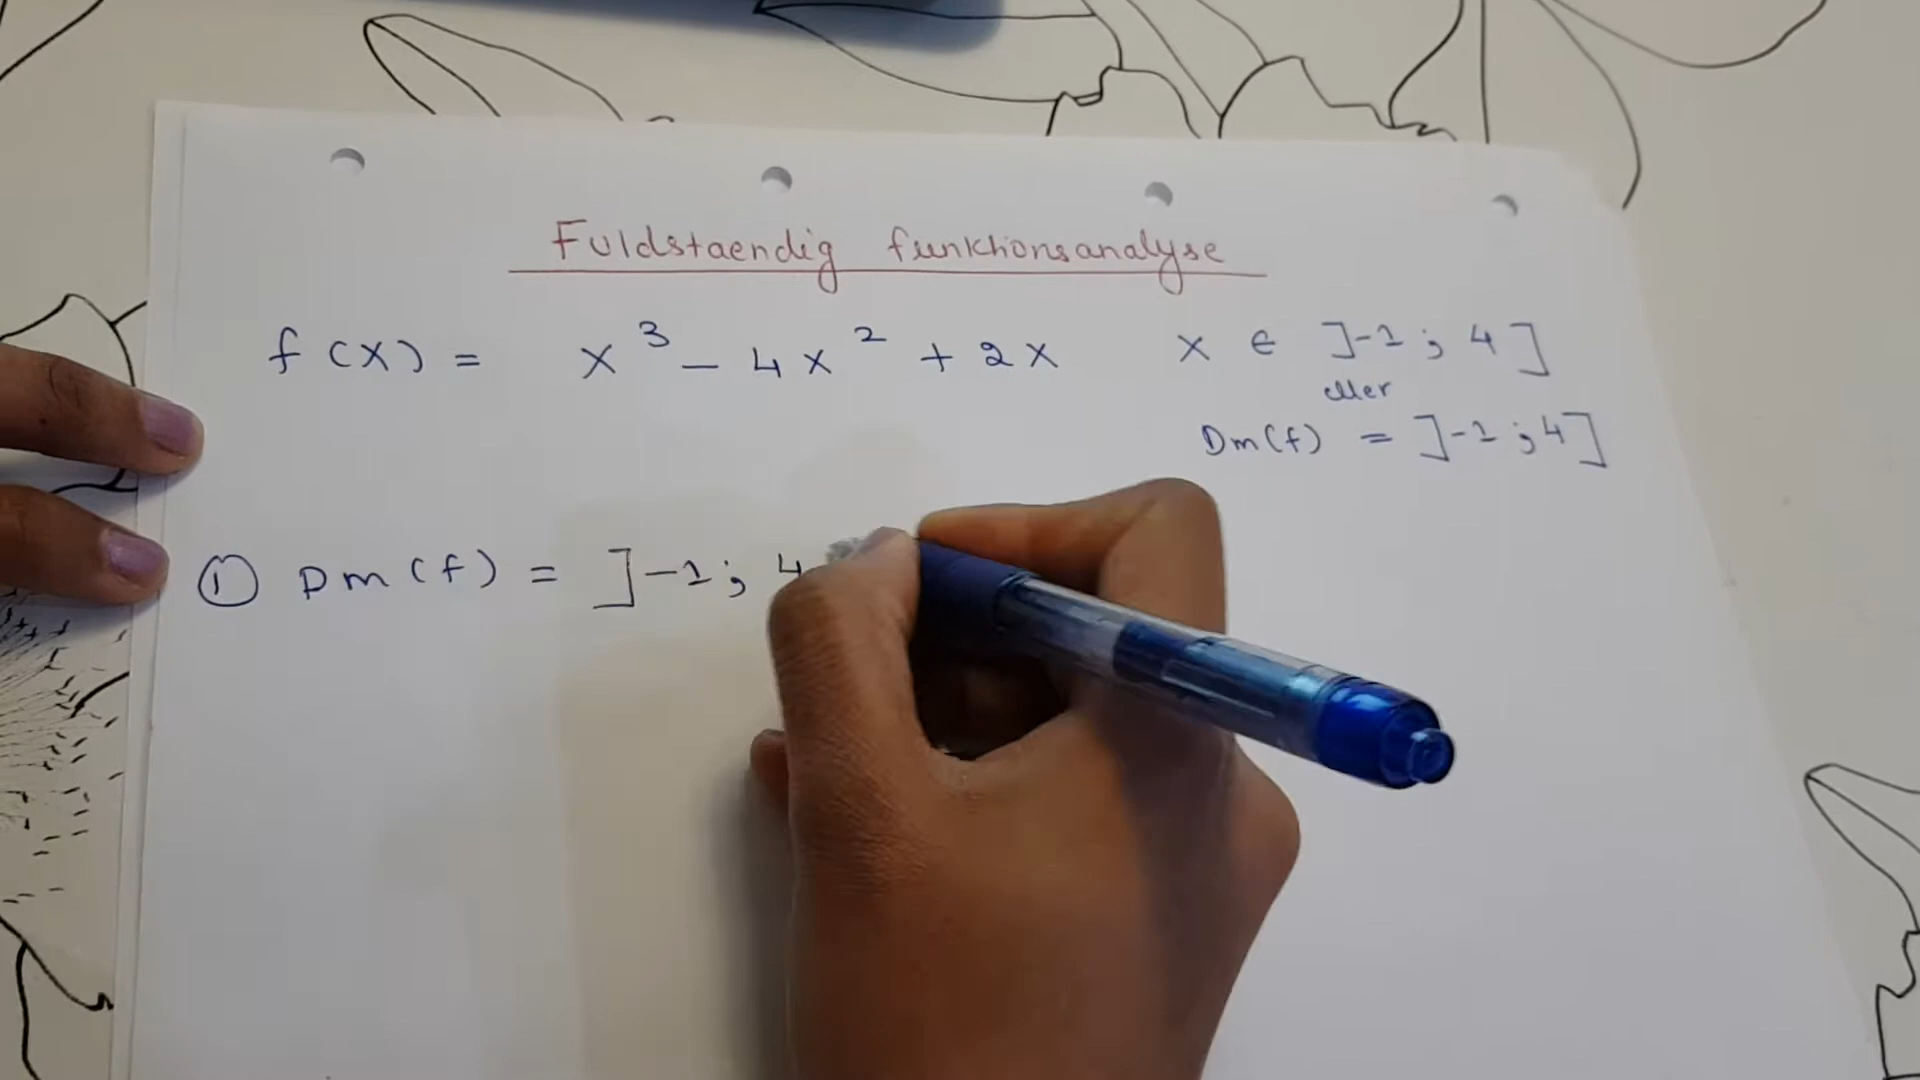 Fuldstaendig funktionsanalyse
f(x) = x³ - 4x² + 2x x ∈ ]-1 ; 4]
eller
Dm(f) = ]-1 ; 4]
① Dm(f) = ]-1 ; 4